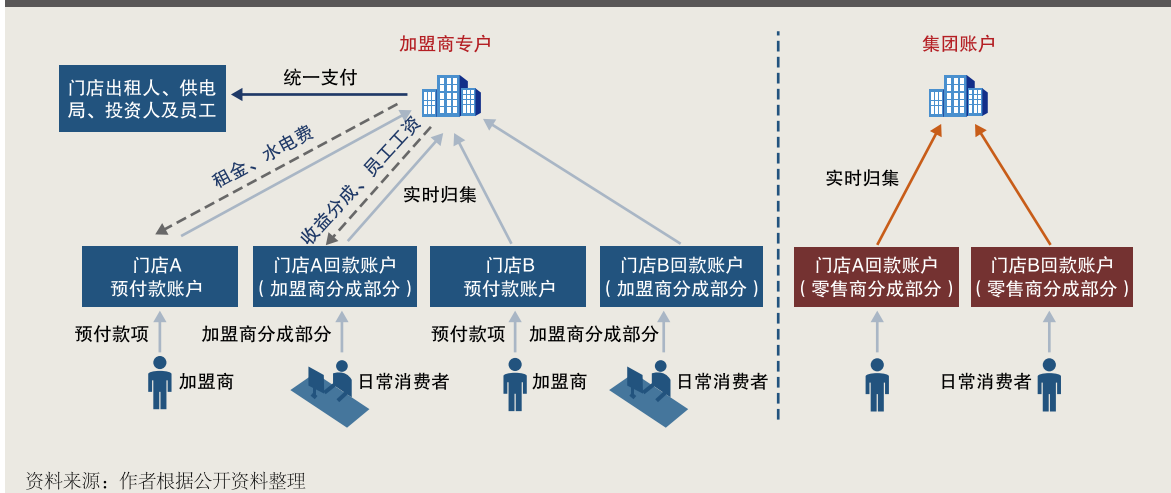 加盟商专户
集团账户
门店出租人、供电
局、投资人及员工
统一支付
租金、水电费
收益分成、员工工资
实时归集
实时归集
门店A
预付款账户
门店A回款账户
（加盟商分成部分）
门店B
预付款账户
门店B回款账户
（加盟商分成部分）
门店A回款账户
（零售商分成部分）
门店B回款账户
（零售商分成部分）
预付款项
加盟商分成部分
预付款项
加盟商分成部分
加盟商
日常消费者
加盟商
日常消费者
日常消费者
资料来源：作者根据公开资料整理